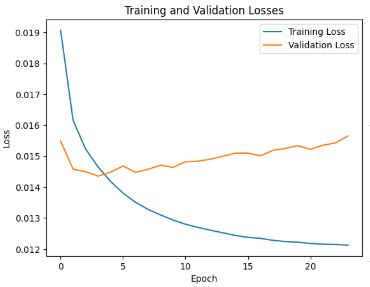 Training and Validation Losses
Training Loss
Validation Loss
0.019
0.018
0.017
0.016
0.015
0.014
0.013
0.012
Loss
0
5
10
15
20
Epoch